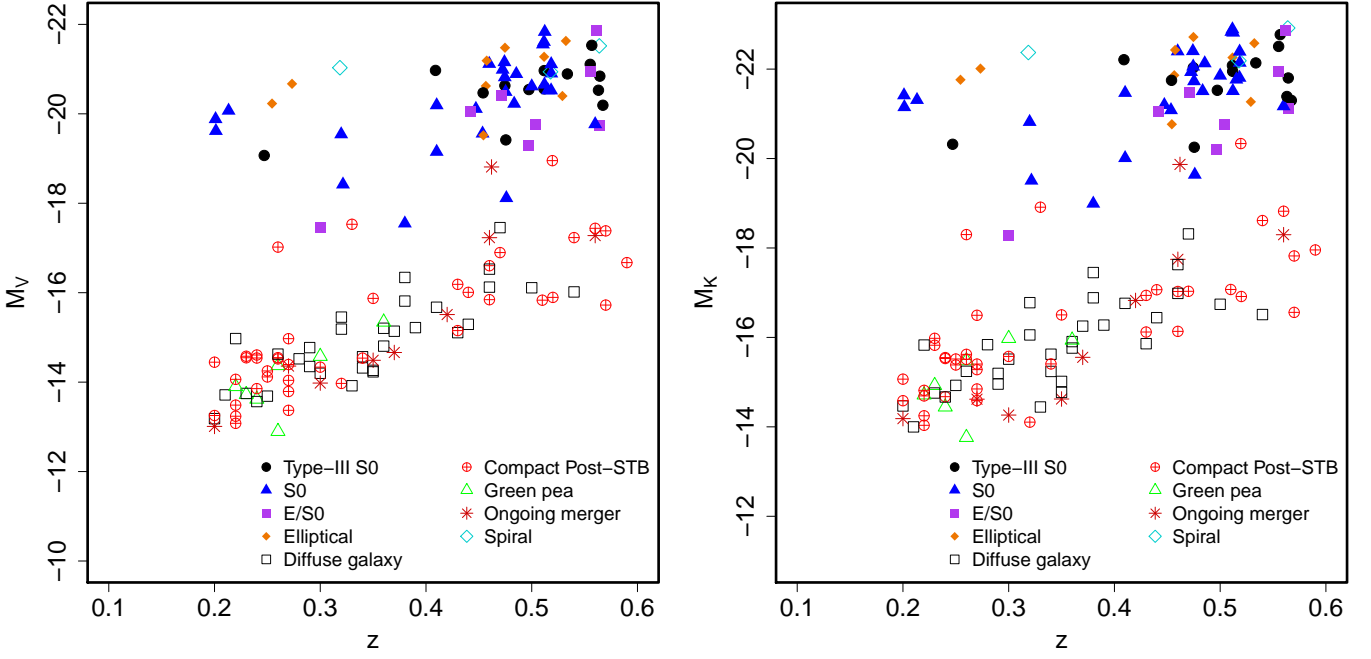 −22
−20
−18
−16
−14
−12
−10
M_V
0.1 0.2 0.3 0.4 0.5 0.6
z
Type−III S0
S0
E/S0
Elliptical
Diffuse galaxy
Compact Post−STB
Green pea
Ongoing merger
Spiral
−22
−20
−18
−16
−14
−12
M_K
0.1 0.2 0.3 0.4 0.5 0.6
z
Type−III S0
S0
E/S0
Elliptical
Diffuse galaxy
Compact Post−STB
Green pea
Ongoing merger
Spiral